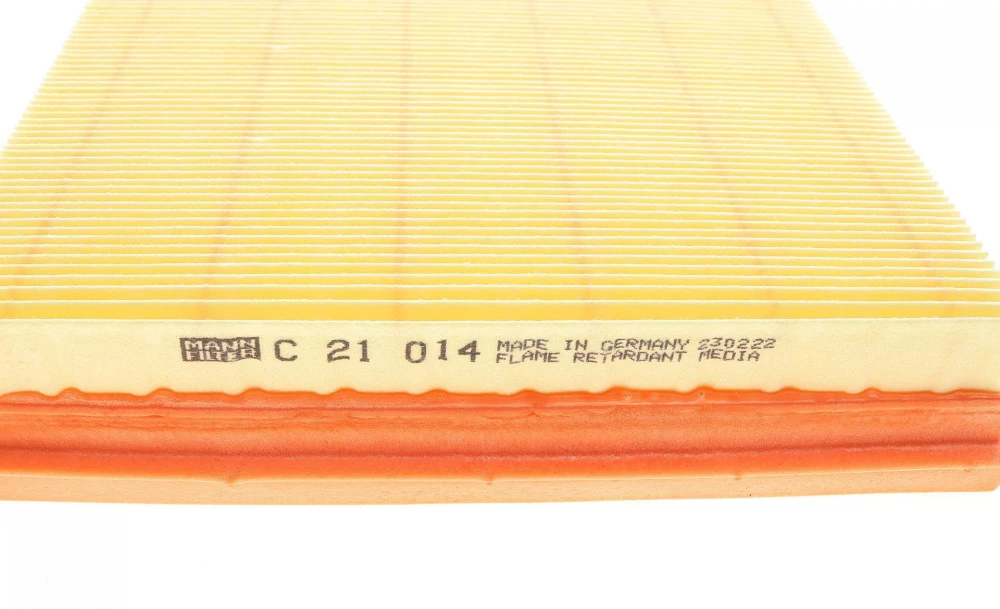 MANN FILTER C 21 014 MADE IN GERMANY 230222
FLAME RETARDANT MEDIA